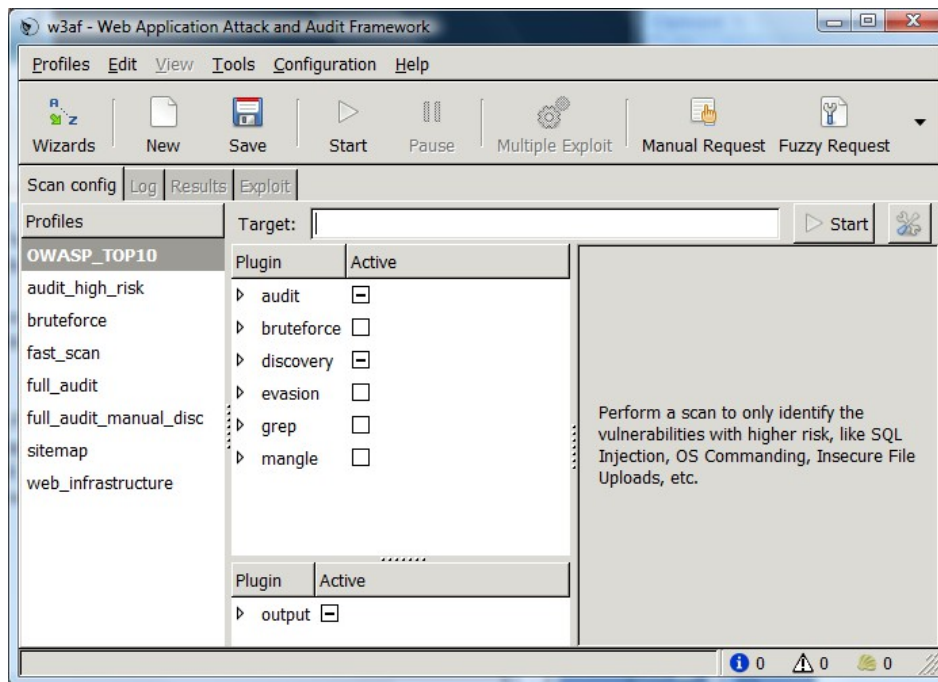 w3af - Web Application Attack and Audit Framework
Profiles Edit View Tools Configuration Help
Wizards New Save Start Pause Multiple Exploit Manual Request Fuzzy Request
Scan config Log Results Exploit
Profiles
OWASP_TOP10
audit_high_risk
bruteforce
fast_scan
full_audit
full_audit_manual_disc
sitemap
web_infrastructure
Target: Start
Plugin Active
audit
bruteforce
discovery
evasion
grep
mangle
Plugin Active
output
Perform a scan to only identify the
vulnerabilities with higher risk, like SQL
Injection, OS Commanding, Insecure File
Uploads, etc.
0 0 0